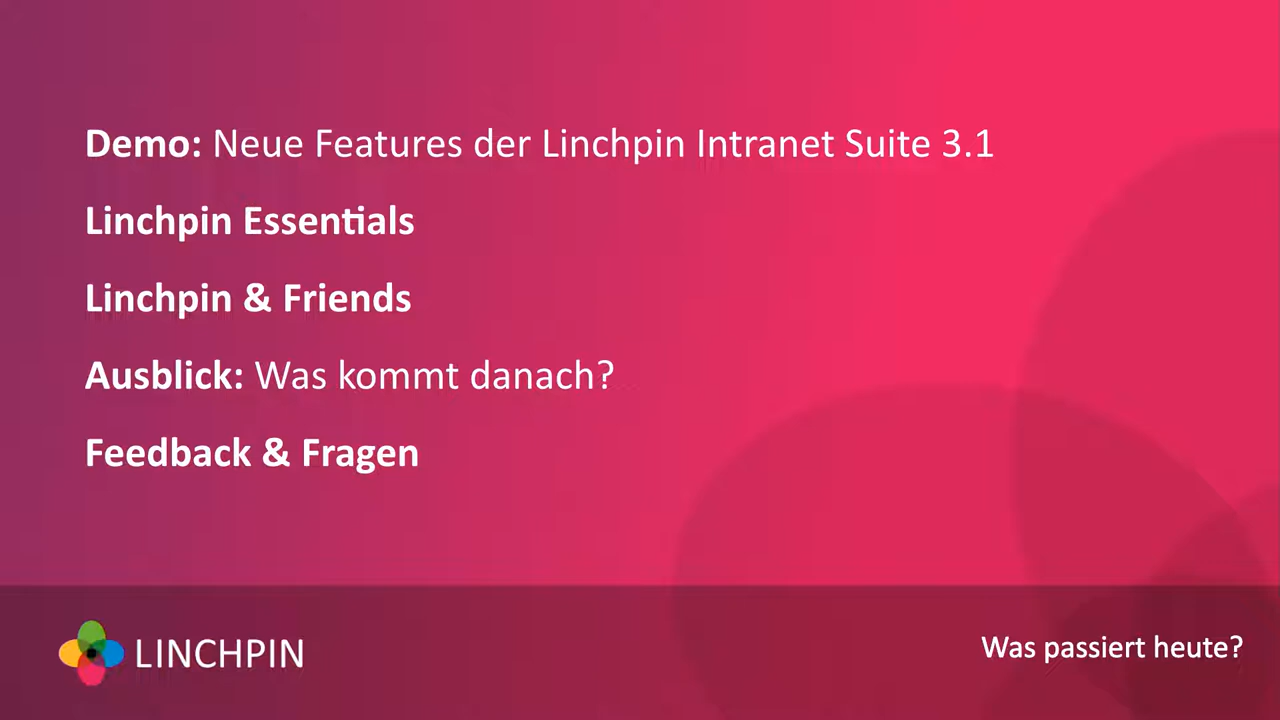 Demo: Neue Features der Linchpin Intranet Suite 3.1
Linchpin Essentials
Linchpin & Friends
Ausblick: Was kommt danach?
Feedback & Fragen
LINCHPIN
Was passiert heute?